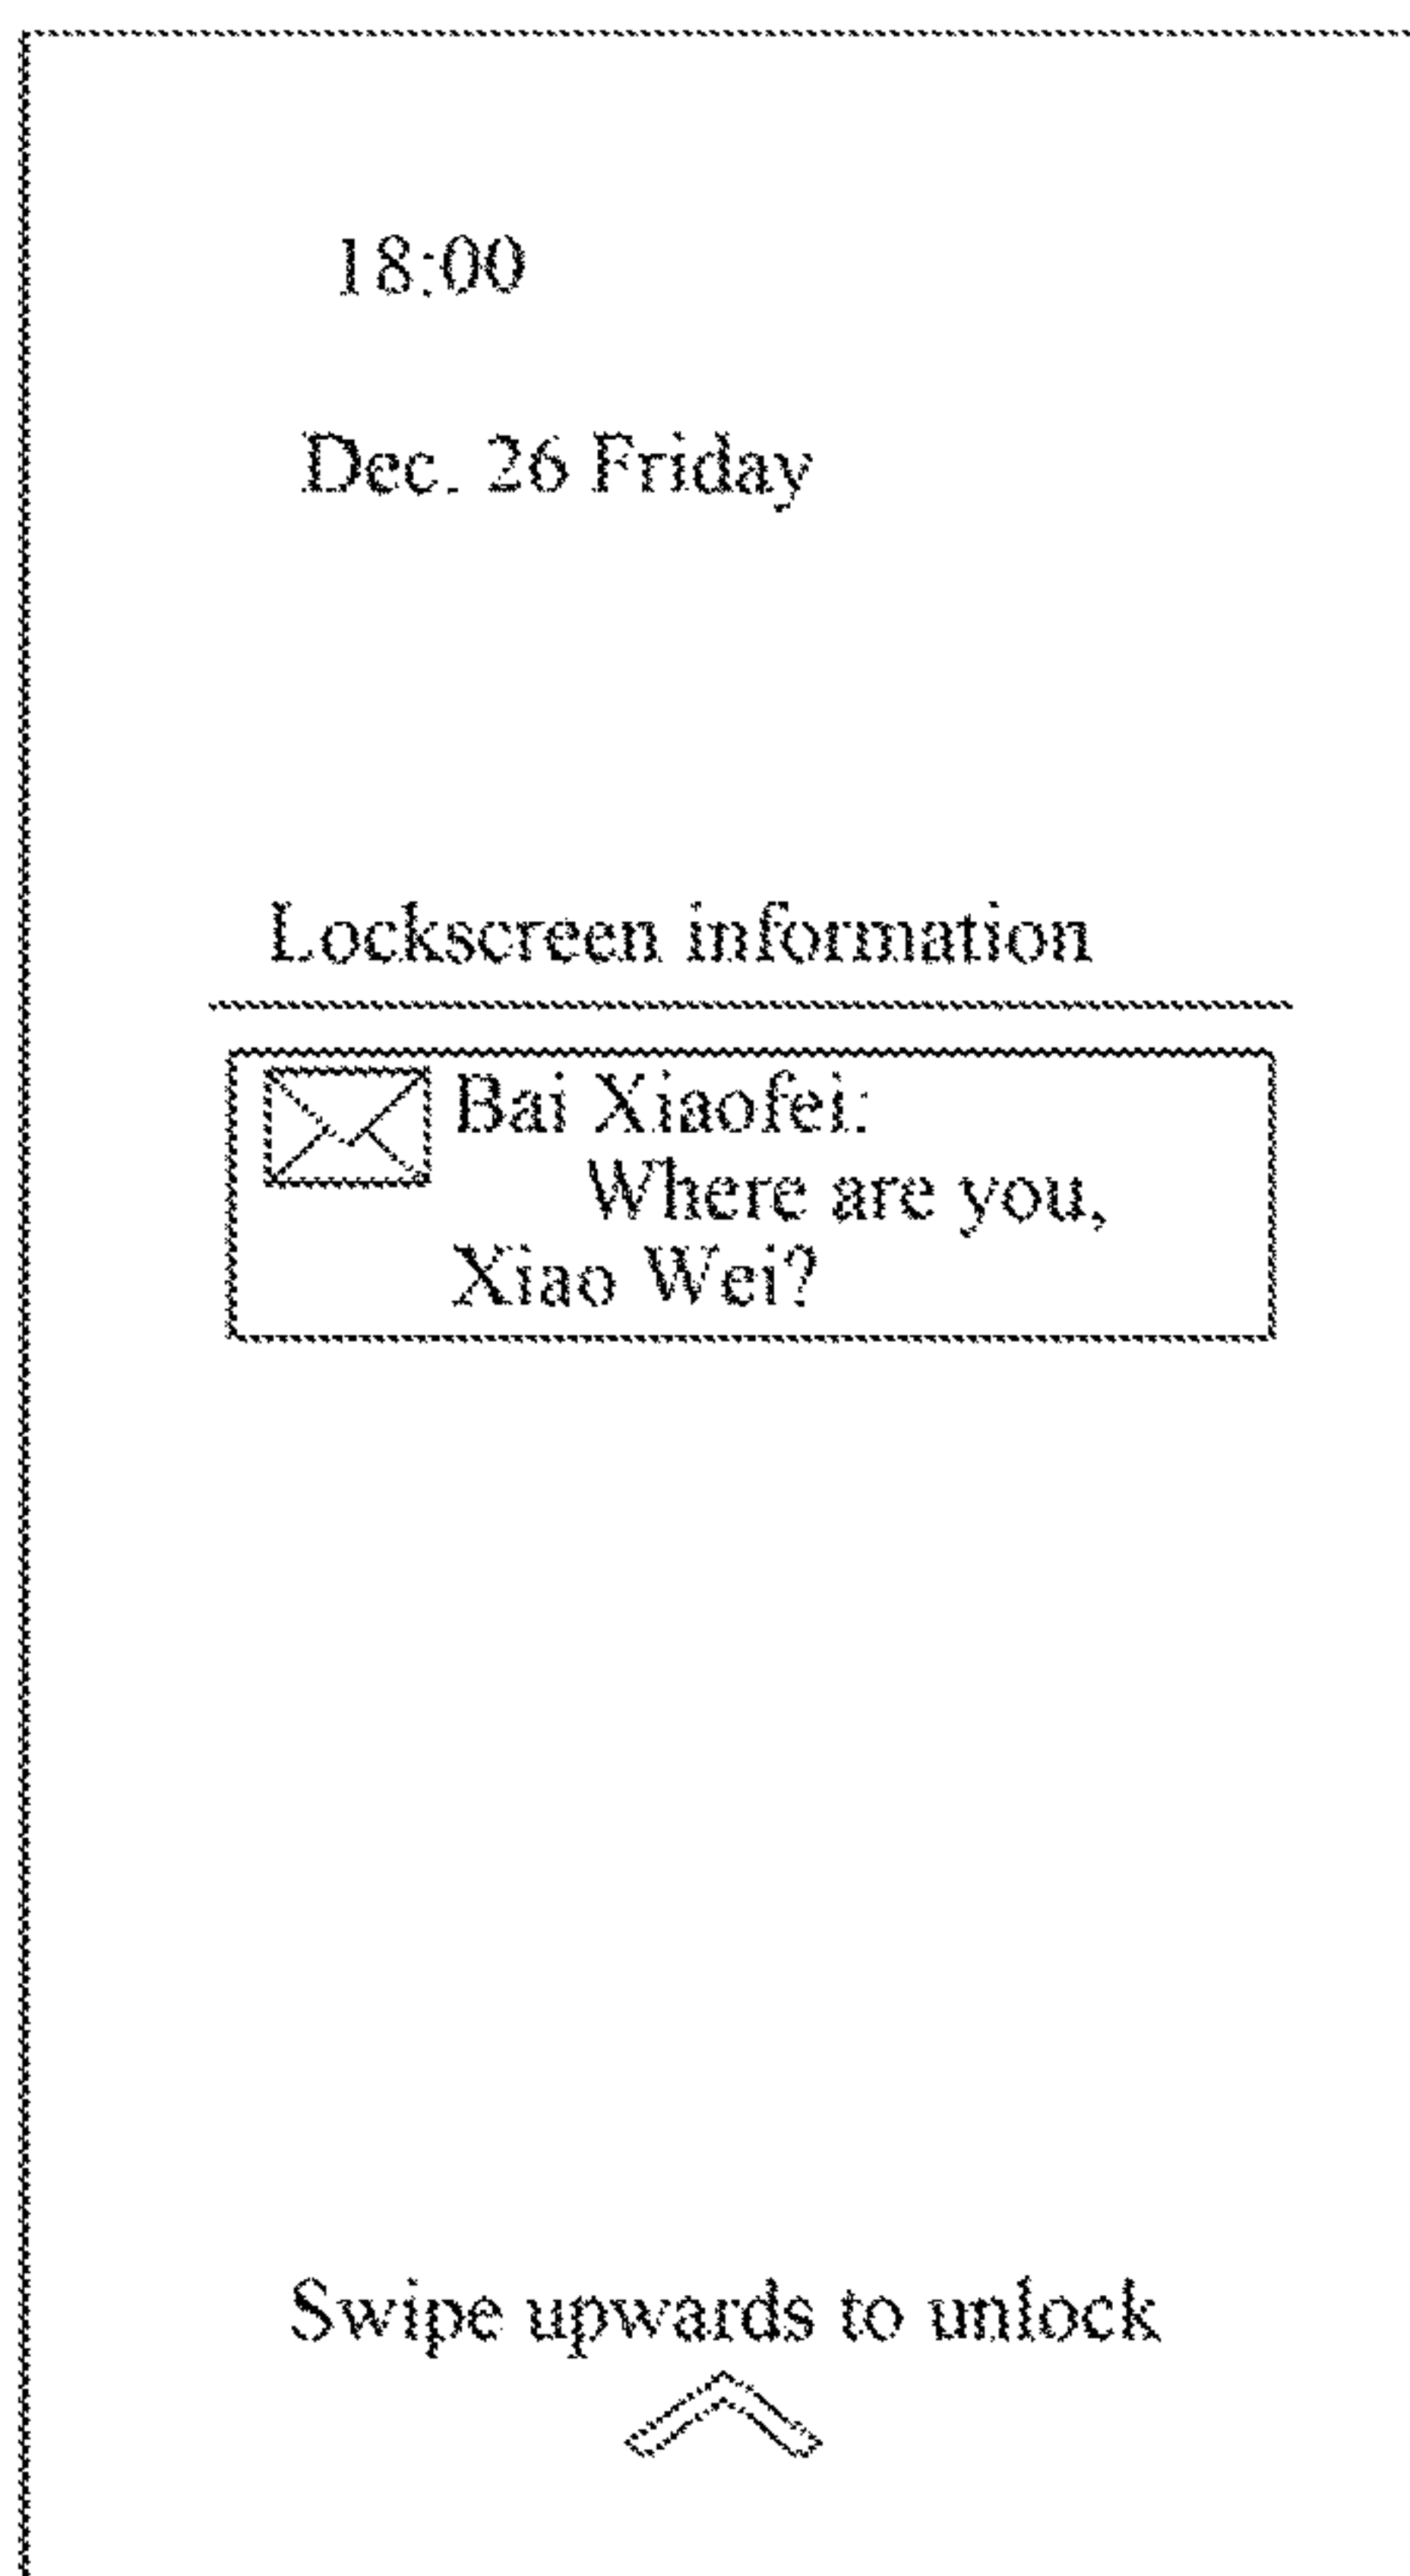 18:00
Dec. 26 Friday
Lockscreen information
Bai Xiaofei:
Where are you,
Xiao Wei?
Swipe upwards to unlock